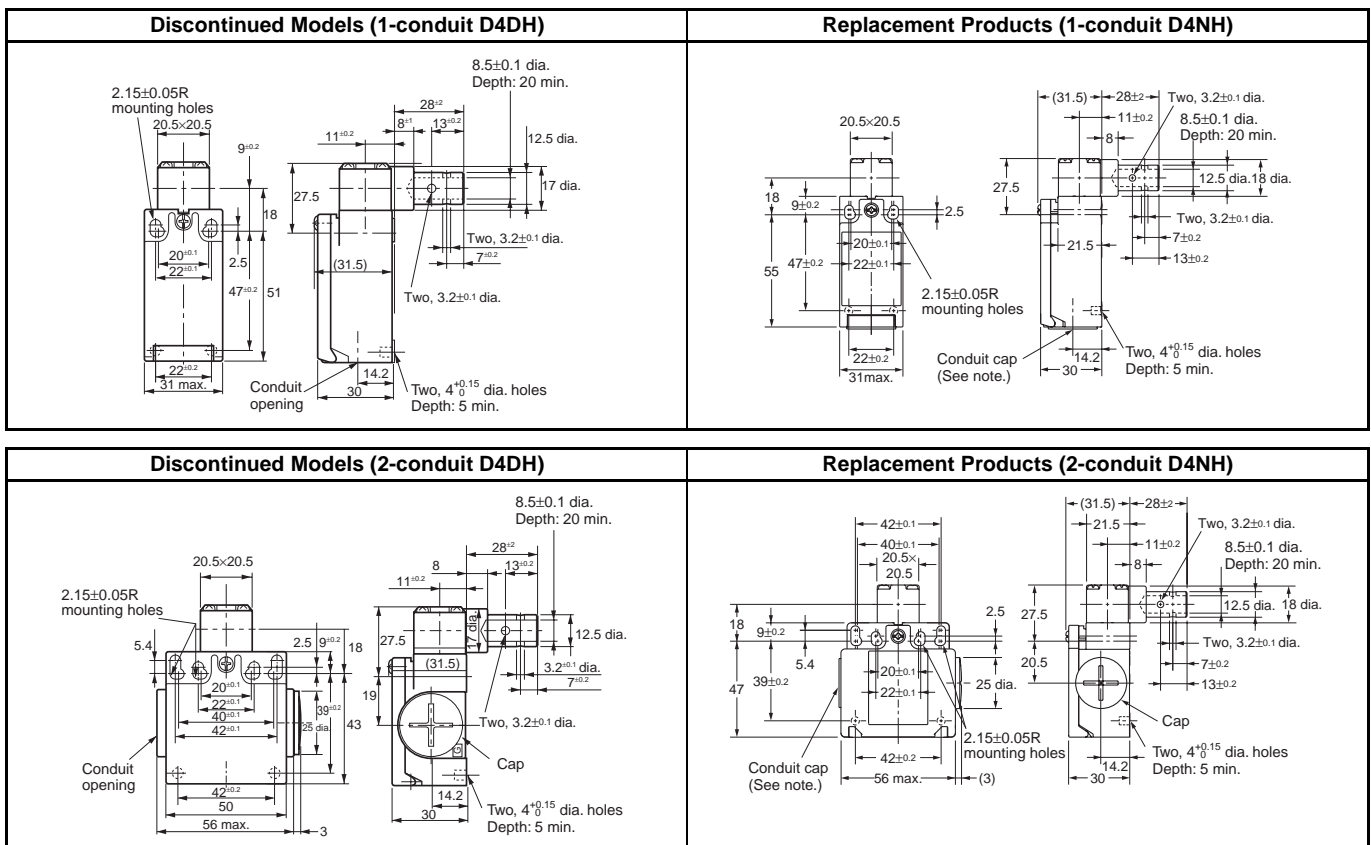 Discontinued Models (1-conduit D4DH)
Replacement Products (1-conduit D4NH)
2.15±0.05R
mounting holes
20.5×20.5
9±0.2
18
20±0.1
22±0.1
2.5
47±0.2
51
22±0.2
31 max.
8.5±0.1 dia.
Depth: 20 min.
28±2
8±1
13±0.2
11±0.2
12.5 dia.
17 dia.
27.5
Two, 3.2±0.1 dia.
7±0.2
(31.5)
Two, 3.2±0.1 dia.
14.2
30
Conduit
opening
Two, 4+0.15 0 dia. holes
Depth: 5 min.
20.5×20.5
18
9±0.2
2.5
20±0.1
22±0.1
47±0.2
55
2.15±0.05R
mounting holes
22±0.2
31max.
(31.5)
28±2
Two, 3.2±0.1 dia.
11±0.2
8.5±0.1 dia.
Depth: 20 min.
8
27.5
12.5 dia.
18 dia.
Two, 3.2±0.1 dia.
7±0.2
21.5
13±0.2
Conduit cap
(See note.)
14.2
30
Two, 4+0.15 0 dia. holes
Depth: 5 min.
Discontinued Models (2-conduit D4DH)
Replacement Products (2-conduit D4NH)
20.5×20.5
2.15±0.05R
mounting holes
5.4
2.5
9±0.2
18
20±0.1
22±0.1
40±0.1
42±0.1
25 dia.
39±0.2
43
Conduit
opening
42±0.2
50
56 max.
3
8.5±0.1 dia.
Depth: 20 min.
28±2
8
13±0.2
11±0.2
17 dia.
12.5 dia.
27.5
(31.5)
3.2±0.1 dia.
7±0.2
19
Two, 3.2±0.1 dia.
Cap
G
14.2
30
Two, 4+0.15 0 dia. holes
Depth: 5 min.
42±0.1
40±0.1
20.5×
20.5
2.5
18
9±0.2
5.4
20±0.1
22±0.1
25 dia.
39±0.2
47
2.15±0.05R
mounting holes
42±0.2
Conduit cap
(See note.)
56 max.
(3)
(31.5)
28±2
21.5
Two, 3.2±0.1 dia.
11±0.2
8.5±0.1 dia.
Depth: 20 min.
8
27.5
12.5 dia.
18 dia.
Two, 3.2±0.1 dia.
20.5
7±0.2
13±0.2
Cap
14.2
30
Two, 4+0.15 0 dia. holes
Depth: 5 min.